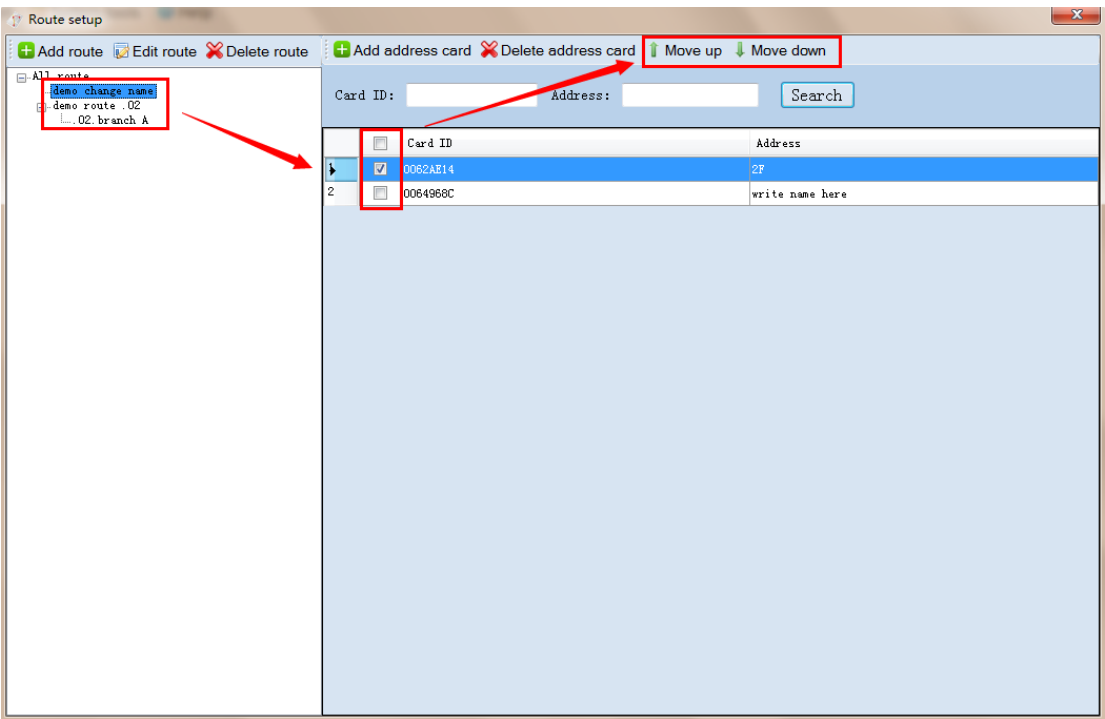 Route setup
Add route Edit route Delete route Add address card Delete address card Move up Move down
All route
demo change name
demo route .02
.02.branch A
Card ID: Address: Search
Card ID Address
1 0062AE14 2F
2 0064968C write name here